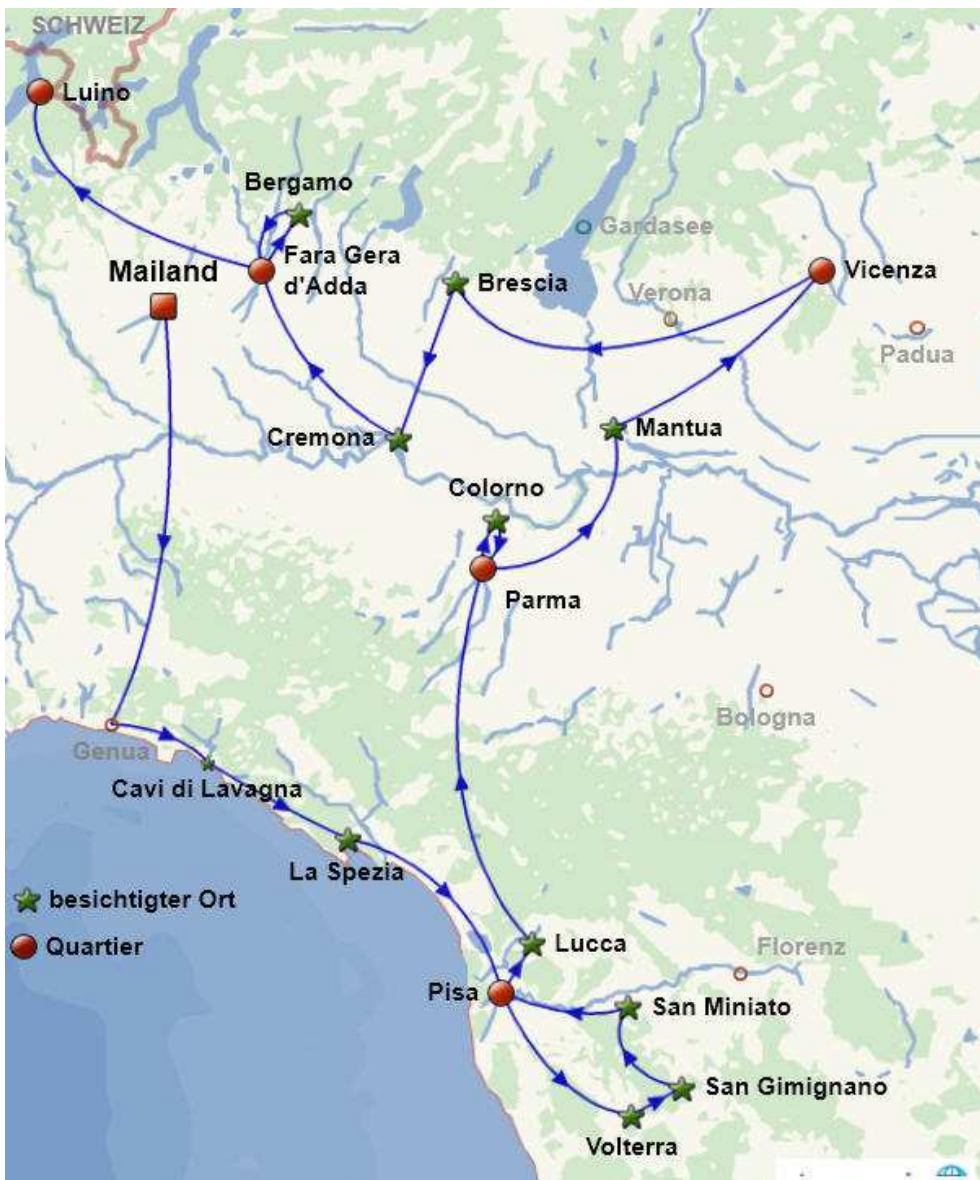 SCHWEIZ
Luino
Bergamo
Gardasee
Fara Gera
d'Adda
Mailand
Brescia
Vicenza
Verona
Padua
Cremona
Mantua
Colorno
Parma
Bologna
Genua
Cavi di Lavagna
La Spezia
besichtigter Ort
Quartier
Lucca
Florenz
Pisa
San Miniato
San Gimignano
Volterra